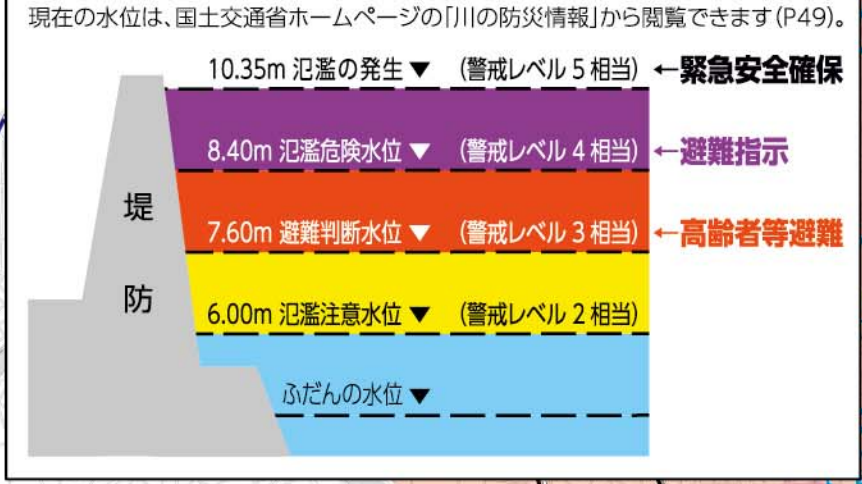 現在の水位は、国土交通省ホームページの「川の防災情報」から閲覧できます(P49)。
10.35m 氾濫の発生▼ (警戒レベル 5 相当) ←緊急安全確保
8.40m 氾濫危険水位▼ (警戒レベル 4 相当) ←避難指示
堤
7.60m 避難判断水位▼ (警戒レベル 3 相当) ←高齢者等避難
防
6.00m 氾濫注意水位▼ (警戒レベル 2 相当)
ふだんの水位▼